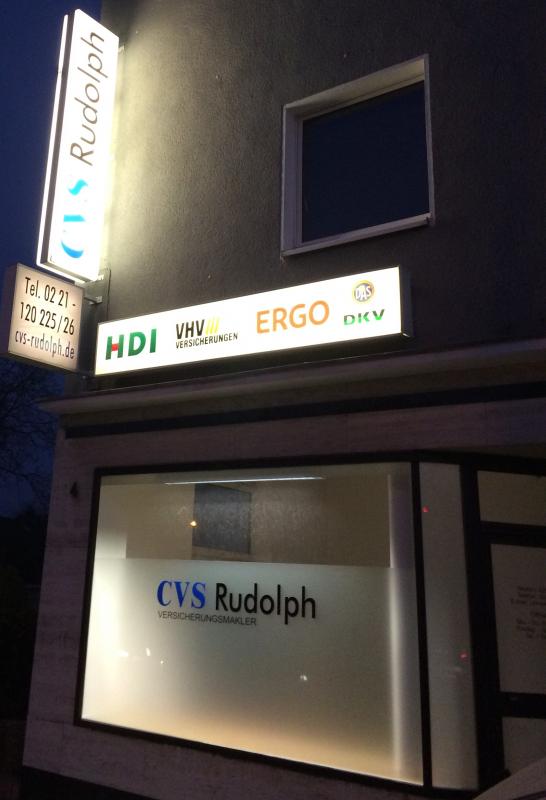 CVS Rudolph
Tel. 02 21 -
120 225/26
cvs-rudolph.de
HDI
VHV
VERSICHERUNGEN
ERGO
DAS
DKV
CVS Rudolph
VERSICHERUNGSMAKLER